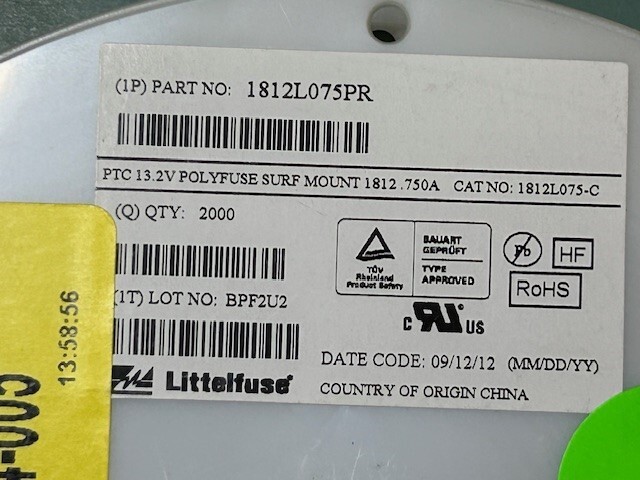 (1P) PART NO: 1812L075PR
PTC 13.2V POLYFUSE SURF MOUNT 1812 .750A CAT NO: 1812L075-C
(Q) QTY: 2000
TÜV
Rheinland
Product Safety
BAUART
GEPRÜFT
TYPE
APPROVED
Pb
HF
RoHS
(1T) LOT NO: BPF2U2
c RU US
DATE CODE: 09/12/12 (MM/DD/YY)
Littelfuse
COUNTRY OF ORIGIN CHINA
13:58:56